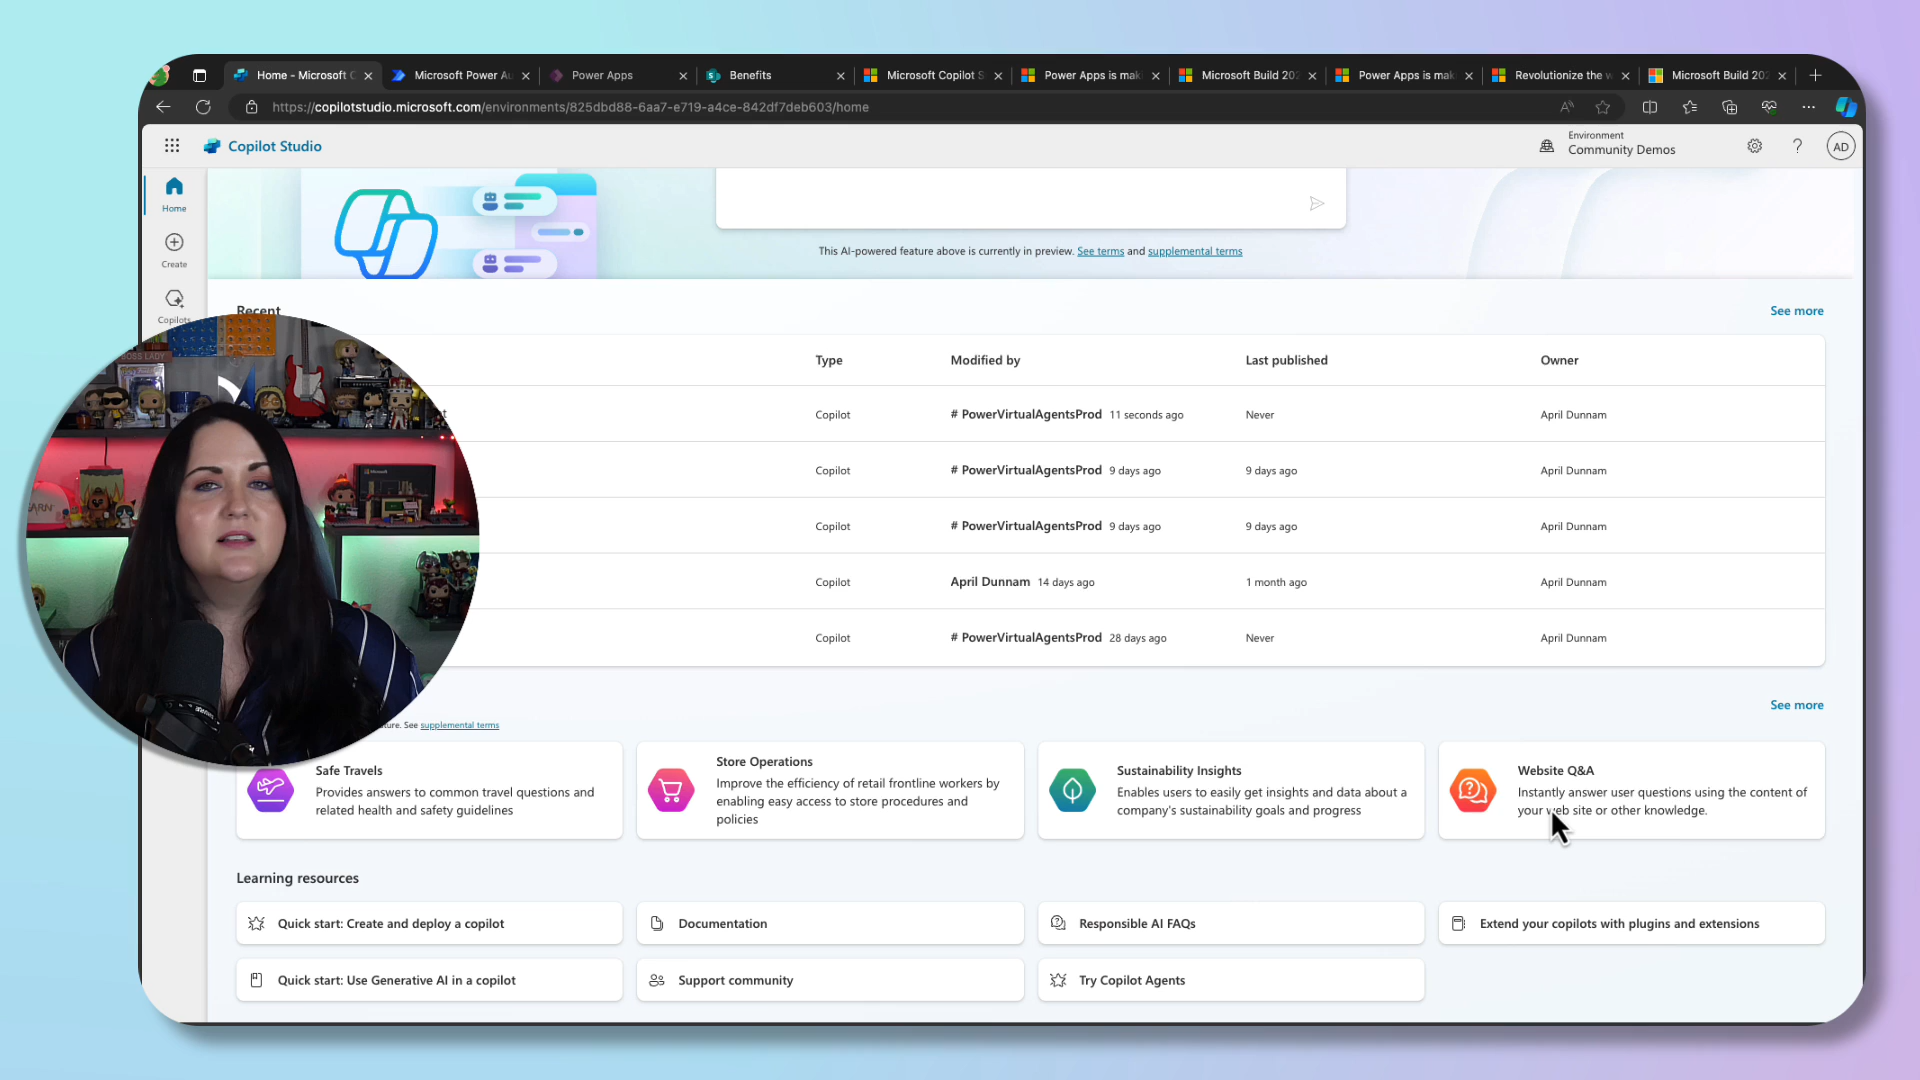 Home - Microsoft C
Microsoft Power Au
Power Apps
Benefits
Microsoft Copilot S
Power Apps is maki
Microsoft Build 202
Power Apps is mak
Revolutionize the w
Microsoft Build 202
https://copilotstudio.microsoft.com/environments/825dbd88-6aa7-e719-a4ce-842df7deb603/home
Copilot Studio
Environment
Community Demos
AD
Home
Create
Copilots
This AI-powered feature above is currently in preview. See terms and supplemental terms
Recent
See more
Type Modified by Last published Owner
Copilot # PowerVirtualAgentsProd 11 seconds ago Never April Dunnam
Copilot # PowerVirtualAgentsProd 9 days ago 9 days ago April Dunnam
Copilot # PowerVirtualAgentsProd 9 days ago 9 days ago April Dunnam
Copilot April Dunnam 14 days ago 1 month ago April Dunnam
Copilot # PowerVirtualAgentsProd 28 days ago Never April Dunnam
BOSS LADY
Microsoft
See more
See supplemental terms
Safe Travels
Provides answers to common travel questions and
related health and safety guidelines
Store Operations
Improve the efficiency of retail frontline workers by
enabling easy access to store procedures and
policies
Sustainability Insights
Enables users to easily get insights and data about a
company's sustainability goals and progress
Website Q&A
Instantly answer user questions using the content of
your web site or other knowledge.
Learning resources
Quick start: Create and deploy a copilot
Documentation
Responsible AI FAQs
Extend your copilots with plugins and extensions
Quick start: Use Generative AI in a copilot
Support community
Try Copilot Agents